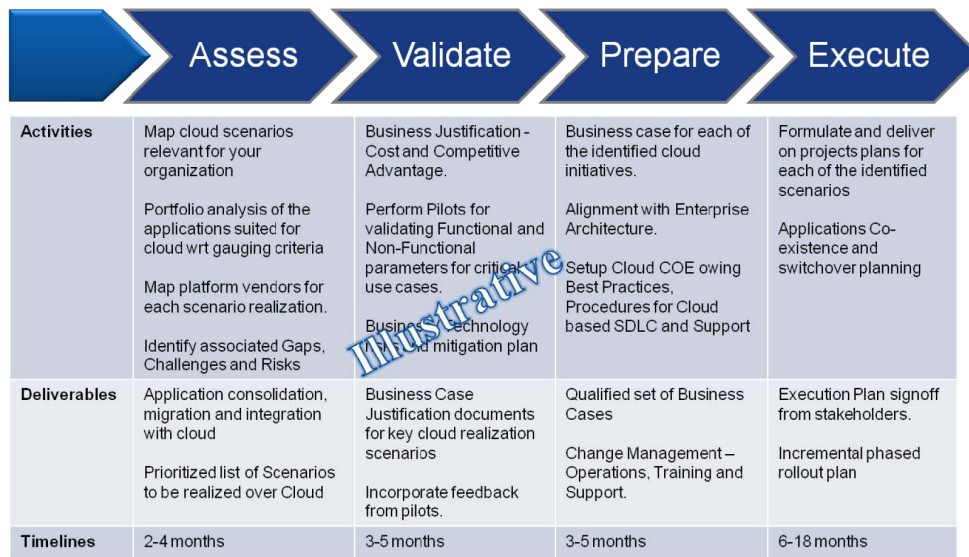 Assess
Validate
Prepare
Execute
Activities
Map cloud scenarios
relevant for your
organization
Portfolio analysis of the
applications suited for
cloud wrt gauging criteria
Map platform vendors for
each scenario realization.
Identify associated Gaps,
Challenges and Risks
Business Justification -
Cost and Competitive
Advantage.
Perform Pilots for
validating Functional and
Non-Functional
parameters for critical
use cases.
Business / Technology
risks and mitigation plan
Business case for each of
the identified cloud
initiatives.
Alignment with Enterprise
Architecture.
Setup Cloud COE owing
Best Practices,
Procedures for Cloud
based SDLC and Support
Formulate and deliver
on projects plans for
each of the identified
scenarios
Applications Co-
existence and
switchover planning
Illustrative
Deliverables
Application consolidation,
migration and integration
with cloud
Prioritized list of Scenarios
to be realized over Cloud
Business Case
Justification documents
for key cloud realization
scenarios
Incorporate feedback
from pilots.
Qualified set of Business
Cases
Change Management –
Operations, Training and
Support.
Execution Plan signoff
from stakeholders.
Incremental phased
rollout plan
Timelines
2-4 months
3-5 months
3-5 months
6-18 months